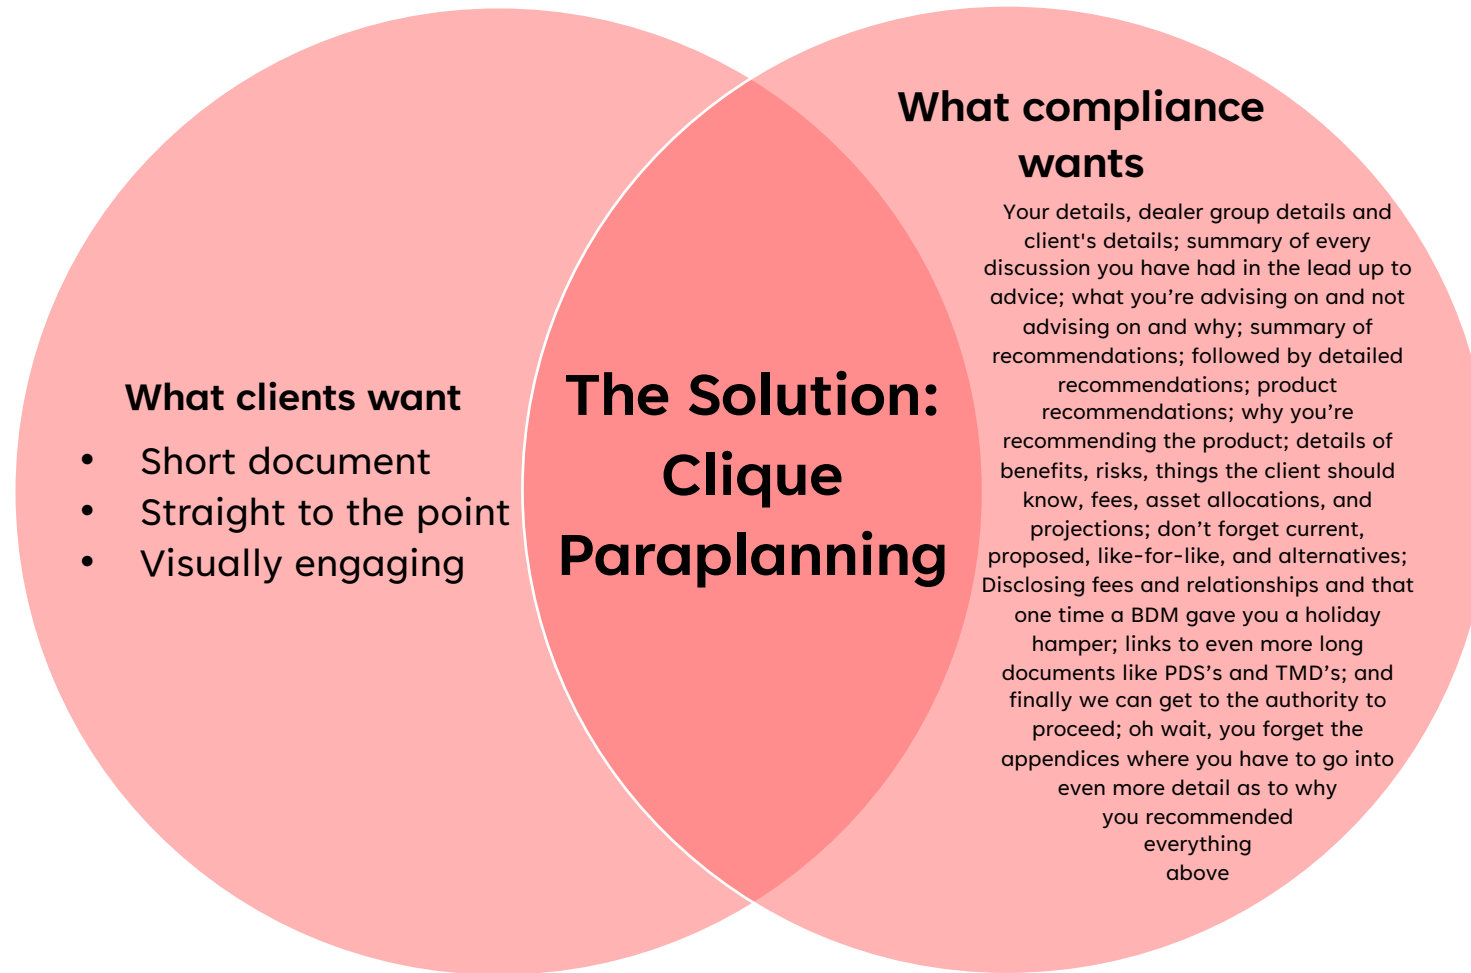 What clients want
• Short document
• Straight to the point
• Visually engaging
The Solution:
Clique
Paraplanning
What compliance
wants
Your details, dealer group details and
client's details; summary of every
discussion you have had in the lead up to
advice; what you’re advising on and not
advising on and why; summary of
recommendations; followed by detailed
recommendations; product
recommendations; why you’re
recommending the product; details of
benefits, risks, things the client should
know, fees, asset allocations, and
projections; don’t forget current,
proposed, like-for-like, and alternatives;
Disclosing fees and relationships and that
one time a BDM gave you a holiday
hamper; links to even more long
documents like PDS’s and TMD’s; and
finally we can get to the authority to
proceed; oh wait, you forget the
appendices where you have to go into
even more detail as to why
you recommended
everything
above